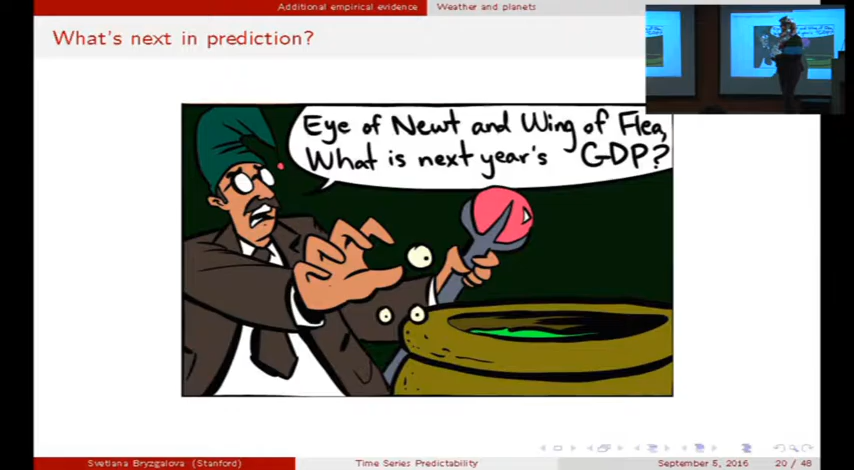 Additional empirical evidence Weather and planets
What's next in prediction?
Eye of Newt and Wing of Flea,
What is next year's GDP?
Svetlana Bryzgalova (Stanford) Time Series Predictability September 5, 2016 20 / 48